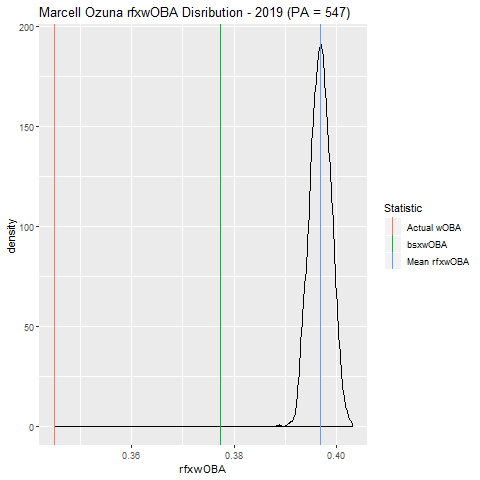 Marcell Ozuna rfxwOBA Disribution - 2019 (PA = 547)
200
150
100
50
0
density
0.36
0.38
0.40
rfxwOBA
Statistic
Actual wOBA
bsxwOBA
Mean rfxwOBA